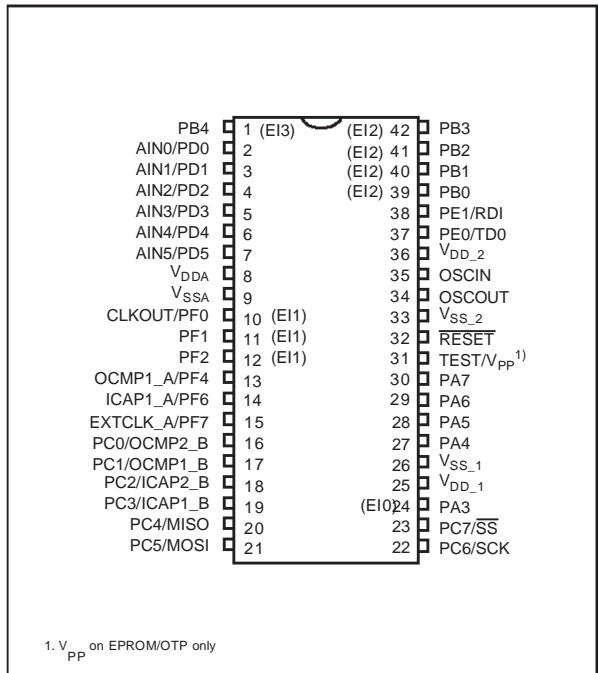 PB4 1 (EI3) (EI2) 42 PB3
AIN0/PD0 2 (EI2) 41 PB2
AIN1/PD1 3 (EI2) 40 PB1
AIN2/PD2 4 (EI2) 39 PB0
AIN3/PD3 5 38 PE1/RDI
AIN4/PD4 6 37 PE0/TD0
AIN5/PD5 7 36 VDD_2
VDDA 8 35 OSCIN
VSSA 9 34 OSCOUT
CLKOUT/PF0 10 (EI1) 33 VSS_2
PF1 11 (EI1) 32 RESET
PF2 12 (EI1) 31 TEST/VPP1)
OCMP1_A/PF4 13 30 PA7
ICAP1_A/PF6 14 29 PA6
EXTCLK_A/PF7 15 28 PA5
PC0/OCMP2_B 16 27 PA4
PC1/OCMP1_B 17 26 VSS_1
PC2/ICAP2_B 18 25 VDD_1
PC3/ICAP1_B 19 (EI0)24 PA3
PC4/MISO 20 23 PC7/SS
PC5/MOSI 21 22 PC6/SCK
1. VPP on EPROM/OTP only